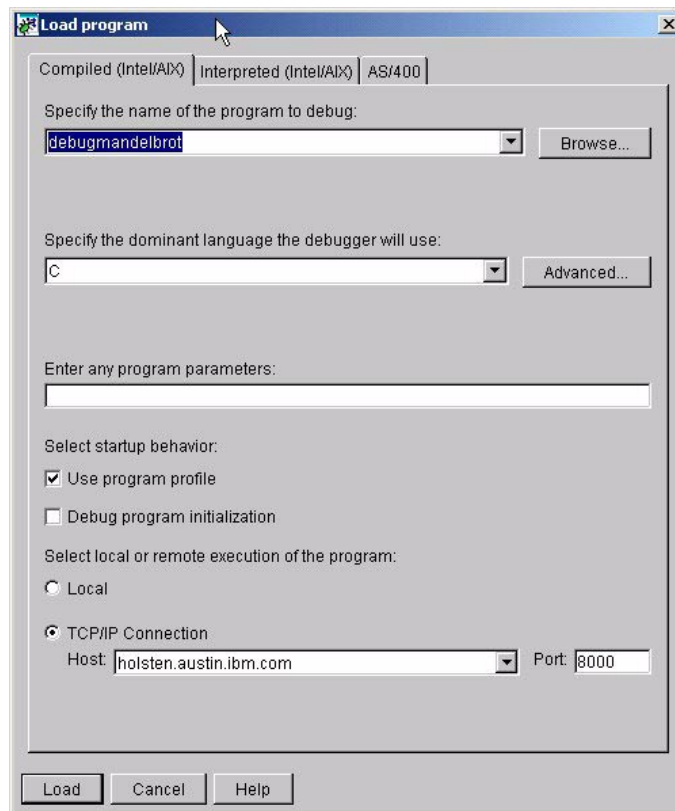 Load program
Compiled (Intel/AIX) Interpreted (Intel/AIX) AS/400
Specify the name of the program to debug:
debugmandelbrot Browse...
Specify the dominant language the debugger will use:
C Advanced...
Enter any program parameters:
Select startup behavior:
Use program profile
Debug program initialization
Select local or remote execution of the program:
Local
TCP/IP Connection
Host: holsten.austin.ibm.com Port: 8000
Load Cancel Help